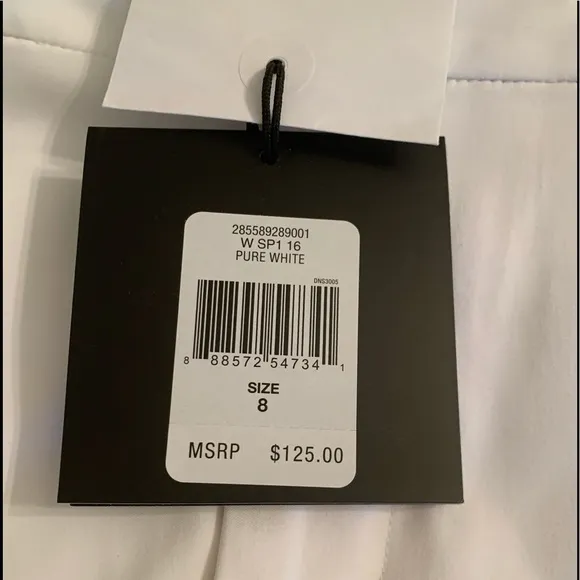 285589289001
W SP1 16
PURE WHITE
DNS3005
8 88572 54734 1
SIZE
8
MSRP $125.00